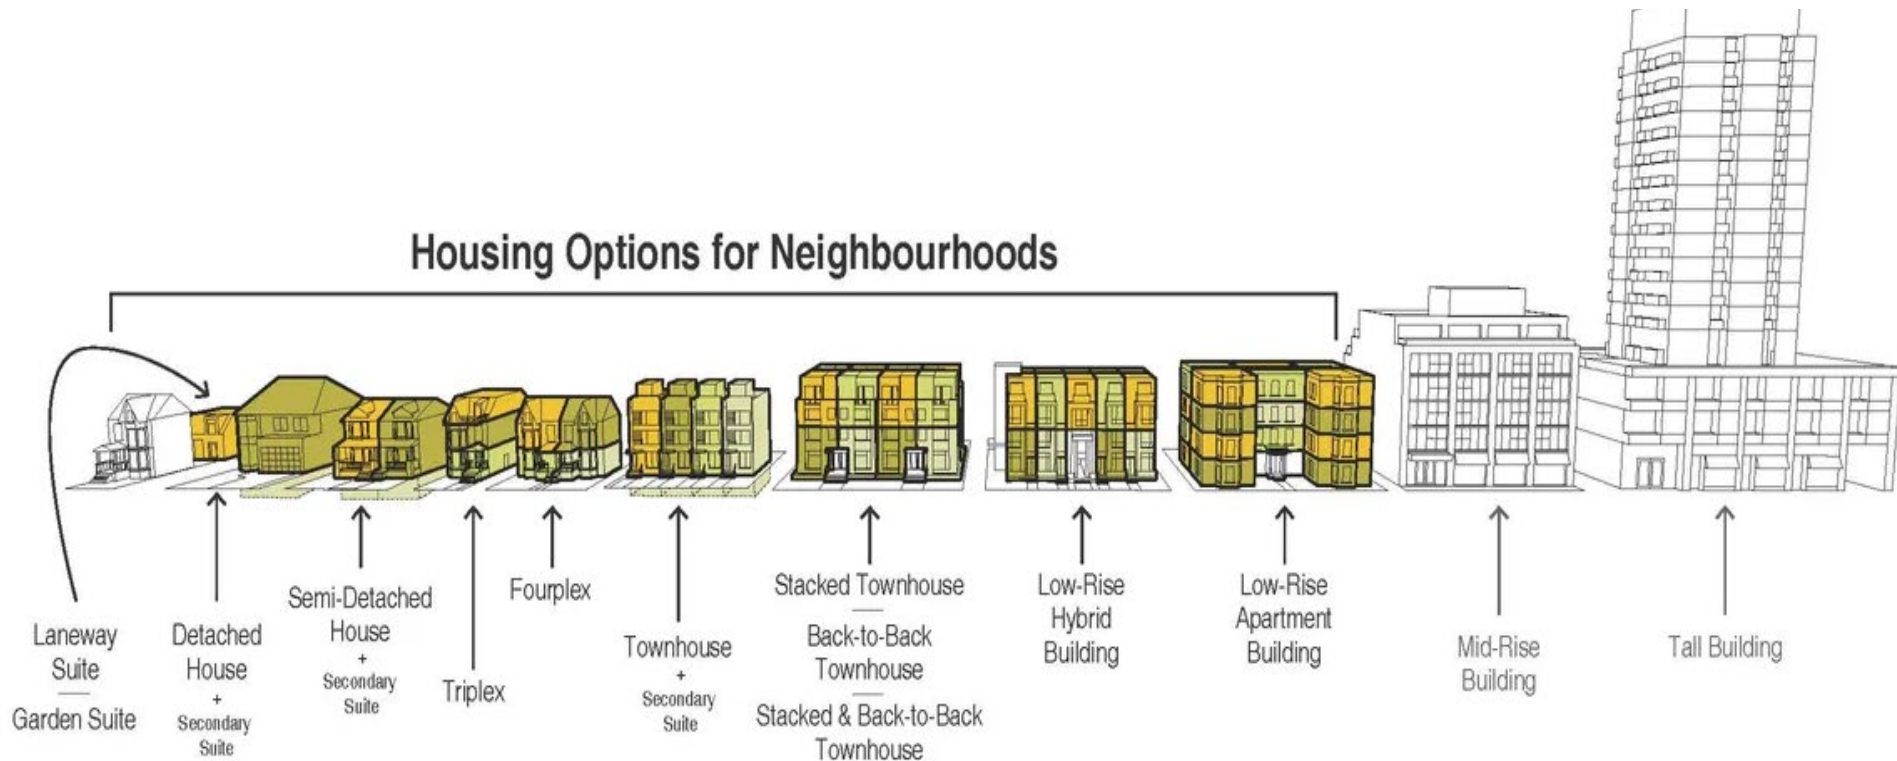 Housing Options for Neighbourhoods
Laneway
Suite
Garden Suite
Detached
House
+
Secondary
Suite
Semi-Detached
House
+
Secondary
Suite
Triplex
Fourplex
Townhouse
+
Secondary
Suite
Stacked Townhouse
Back-to-Back
Townhouse
Stacked & Back-to-Back
Townhouse
Low-Rise
Hybrid
Building
Low-Rise
Apartment
Building
Mid-Rise
Building
Tall Building